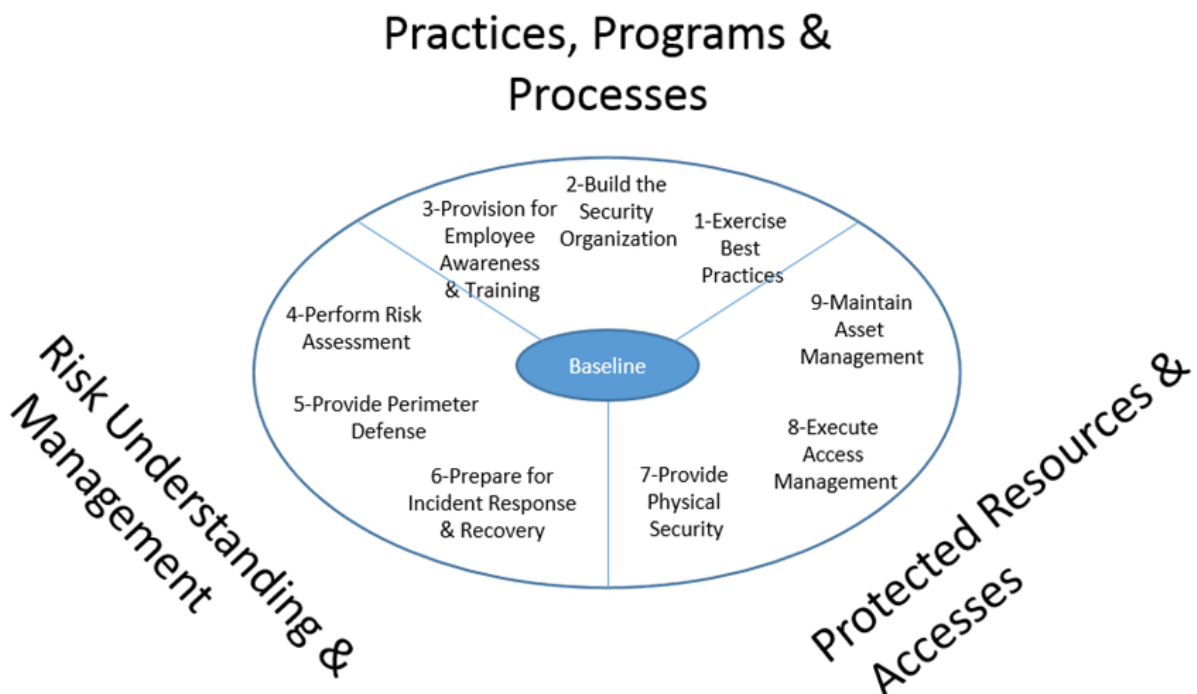 Practices, Programs &
Processes
2-Build the
Security
Organization
3-Provision for
Employee
Awareness
& Training
1-Exercise
Best
Practices
4-Perform Risk
Assessment
9-Maintain
Asset
Management
Baseline
5-Provide Perimeter
Defense
8-Execute
Access
Management
6-Prepare for
Incident Response
& Recovery
7-Provide
Physical
Security
Risk Understanding &
Management
Protected Resources &
Accesses